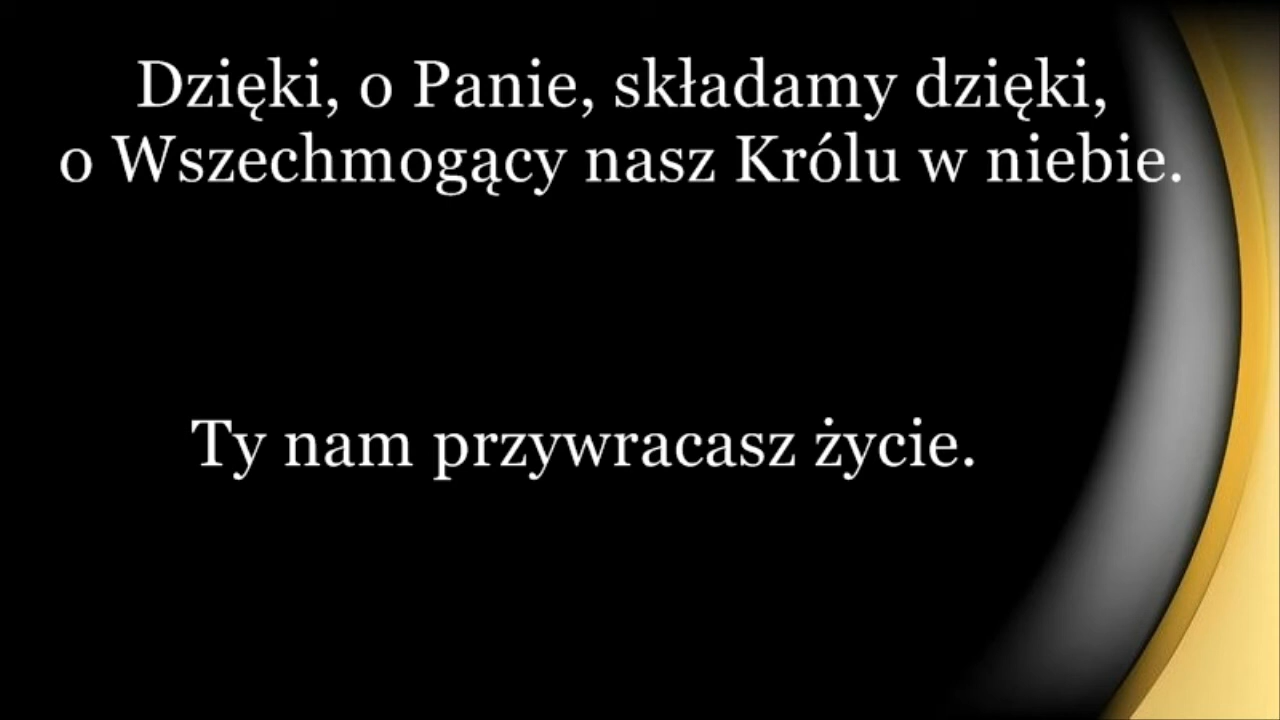 Dzięki, o Panie, składamy dzięki,
o Wszechmogący nasz Królu w niebie.
Ty nam przywracasz życie.